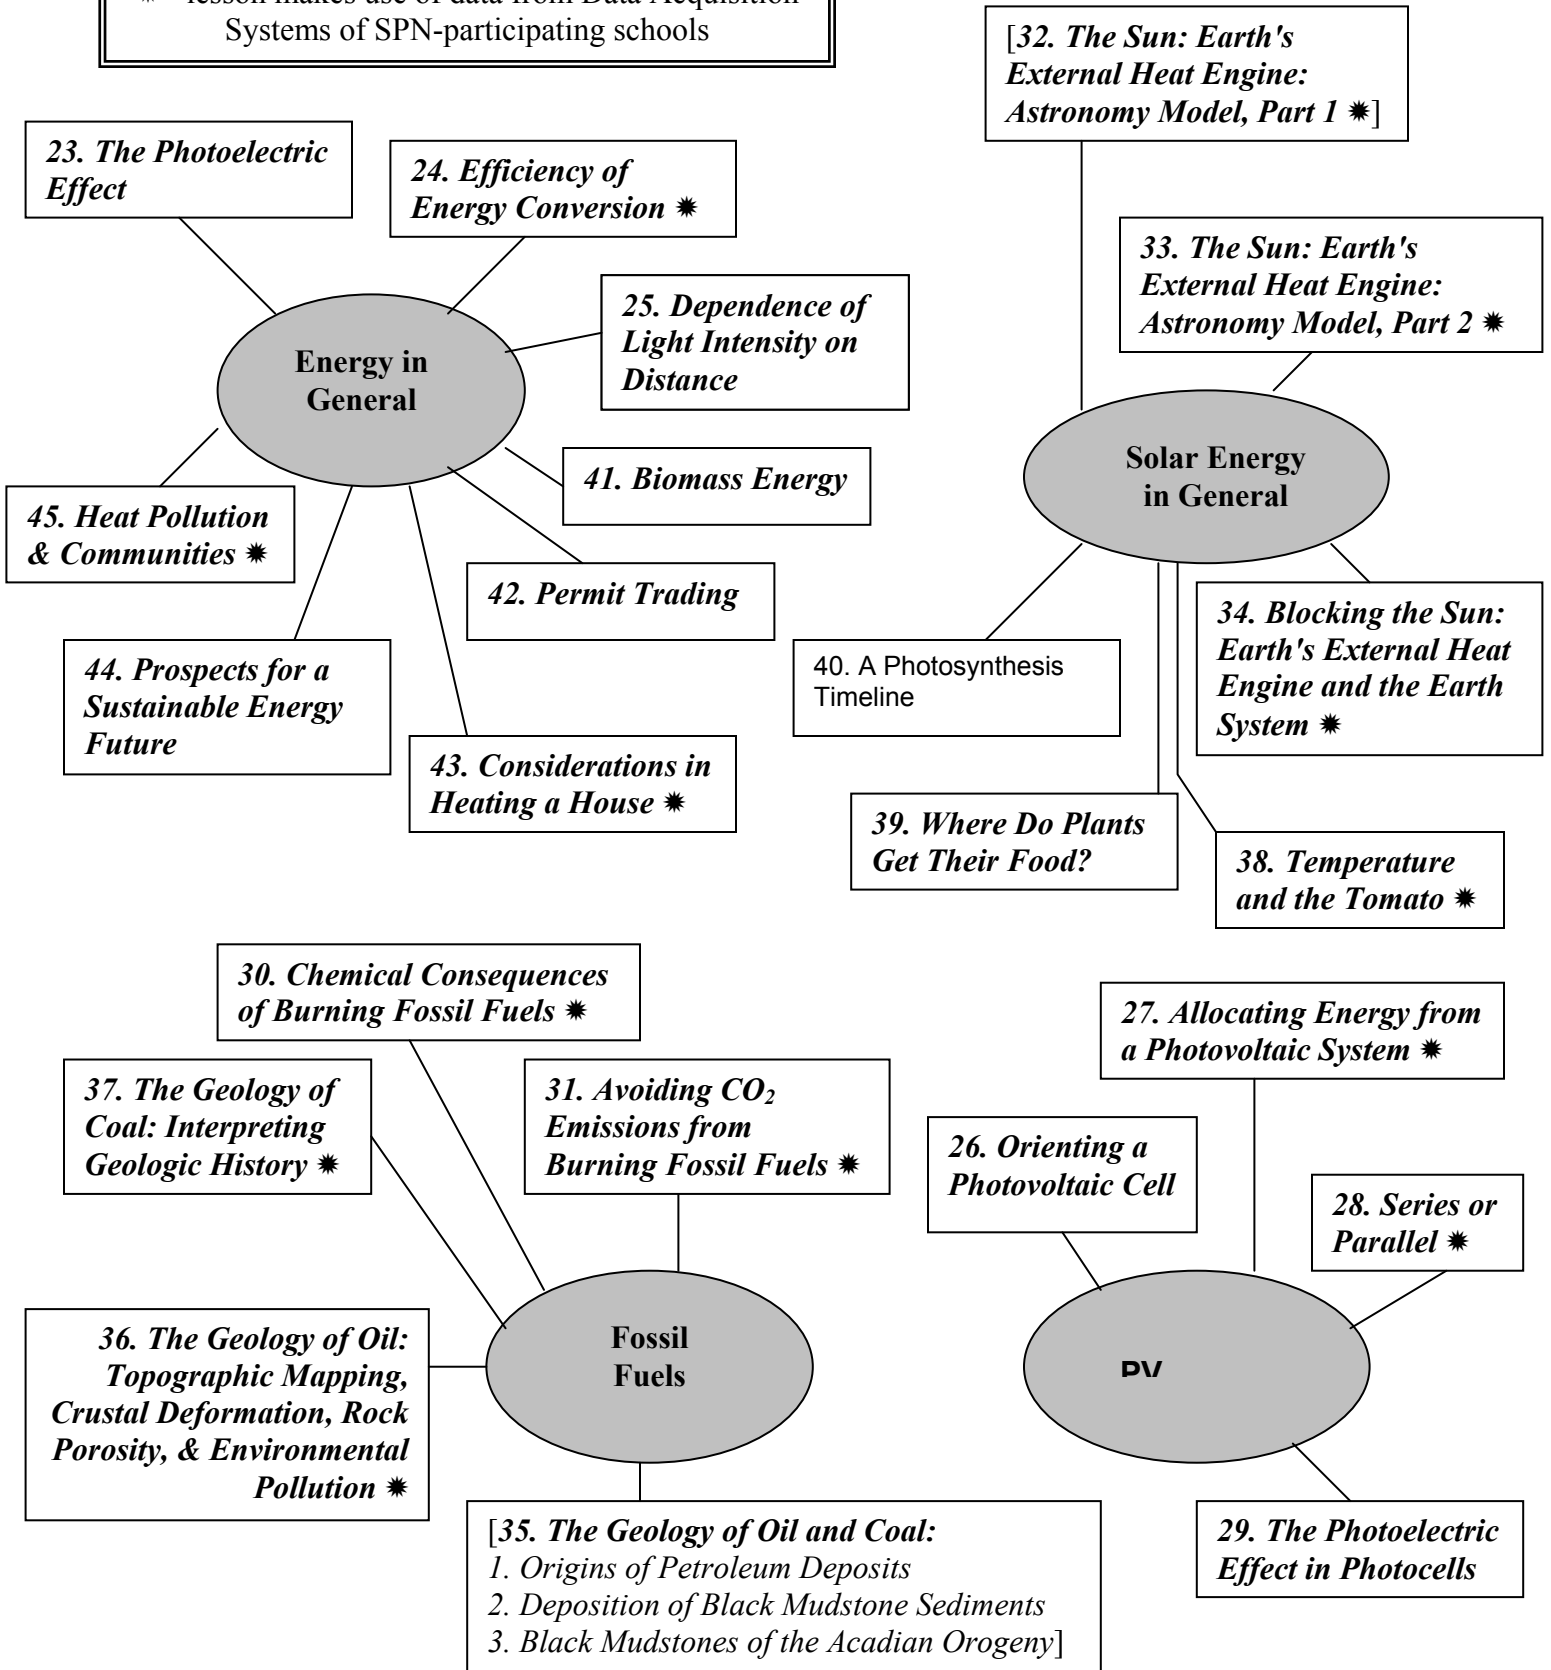 lesson makes use of data from Data Acquisition
Systems of SPN-participating schools
[32. The Sun: Earth's
External Heat Engine:
Astronomy Model, Part 1 ✹]
23. The Photoelectric
Effect
24. Efficiency of
Energy Conversion ✹
33. The Sun: Earth's
External Heat Engine:
Astronomy Model, Part 2 ✹
25. Dependence of
Light Intensity on
Distance
Energy in
General
Solar Energy
in General
41. Biomass Energy
45. Heat Pollution
& Communities ✹
42. Permit Trading
34. Blocking the Sun:
Earth's External Heat
Engine and the Earth
System ✹
44. Prospects for a
Sustainable Energy
Future
40. A Photosynthesis
Timeline
43. Considerations in
Heating a House ✹
39. Where Do Plants
Get Their Food?
38. Temperature
and the Tomato ✹
30. Chemical Consequences
of Burning Fossil Fuels ✹
27. Allocating Energy from
a Photovoltaic System ✹
37. The Geology of
Coal: Interpreting
Geologic History ✹
31. Avoiding CO₂
Emissions from
Burning Fossil Fuels ✹
26. Orienting a
Photovoltaic Cell
28. Series or
Parallel ✹
36. The Geology of Oil:
Topographic Mapping,
Crustal Deformation, Rock
Porosity, & Environmental
Pollution ✹
Fossil
Fuels
PV
[35. The Geology of Oil and Coal:
1. Origins of Petroleum Deposits
2. Deposition of Black Mudstone Sediments
3. Black Mudstones of the Acadian Orogeny]
29. The Photoelectric
Effect in Photocells